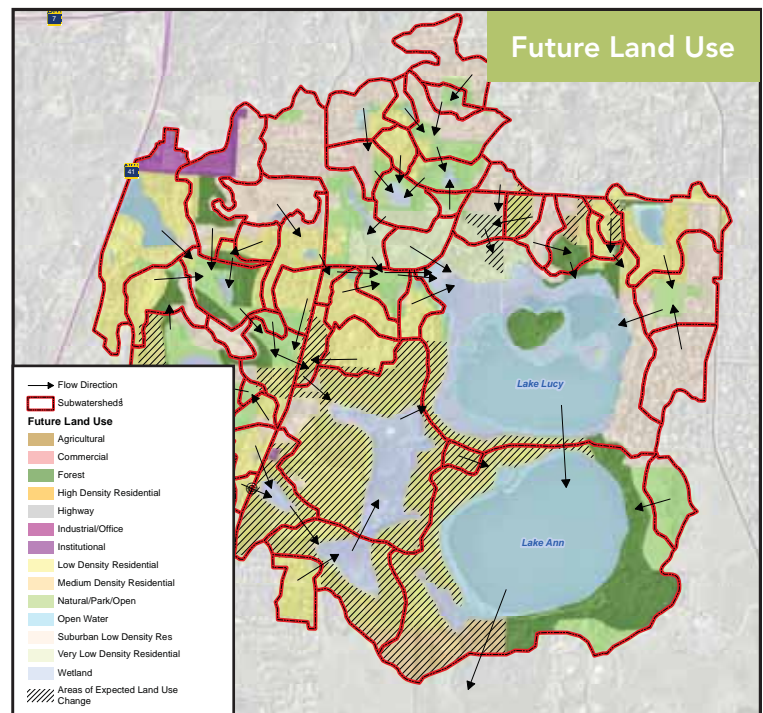 Future Land Use
7
41
Lake Lucy
Lake Ann
Flow Direction
Subwatersheds
Future Land Use
Agricultural
Commercial
Forest
High Density Residential
Highway
Industrial/Office
Institutional
Low Density Residential
Medium Density Residential
Natural/Park/Open
Open Water
Suburban Low Density Res
Very Low Density Residential
Wetland
Areas of Expected Land Use
Change